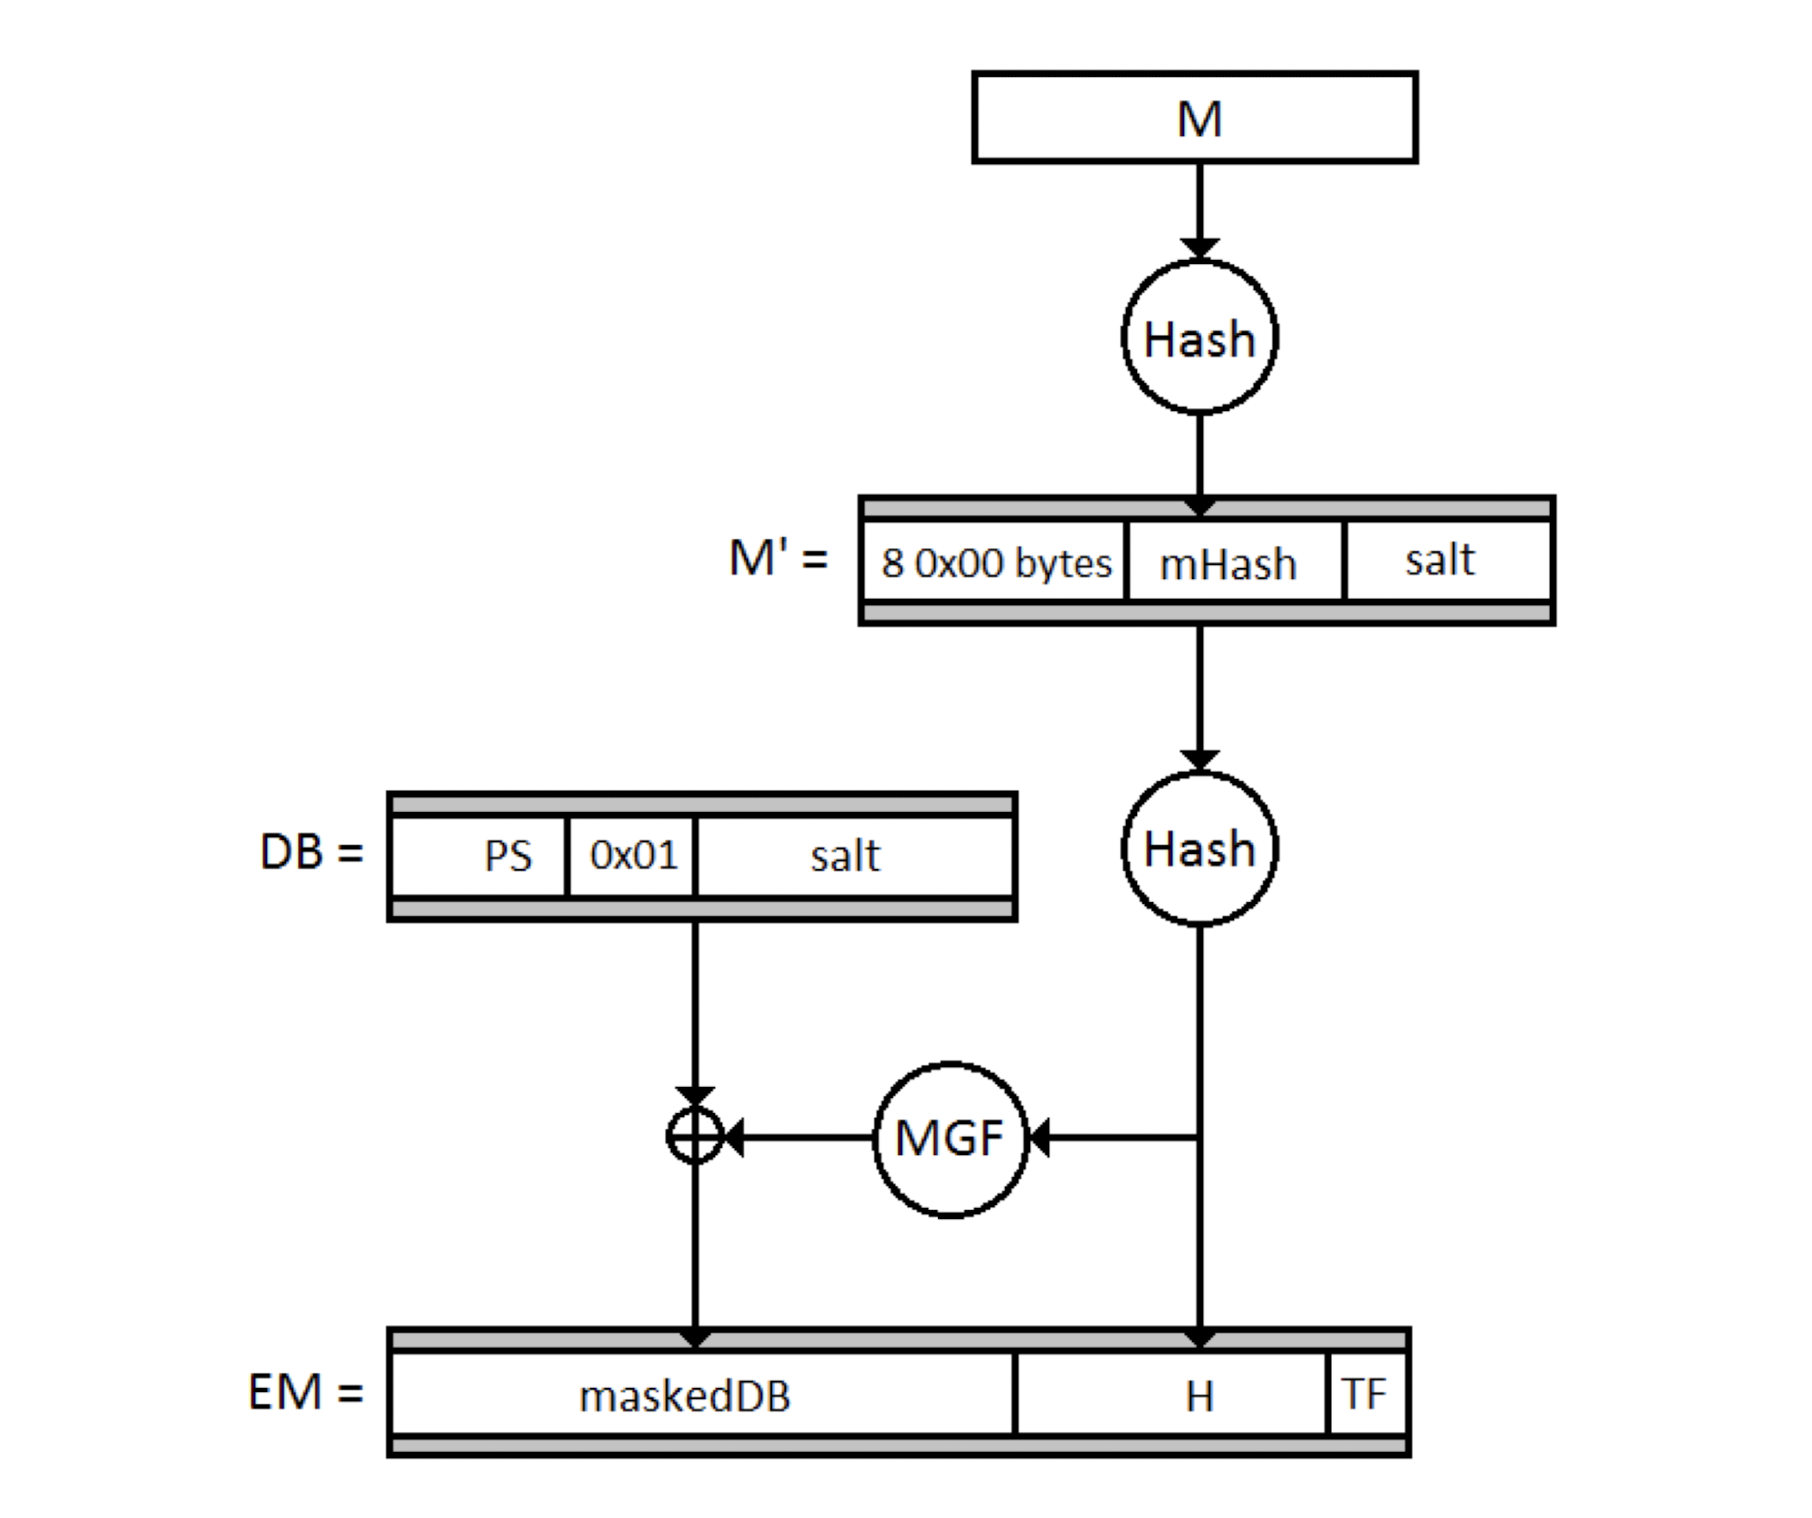 M
Hash
M' = 8 0x00 bytes mHash salt
DB = PS 0x01 salt
Hash
MGF
EM = maskedDB H TF